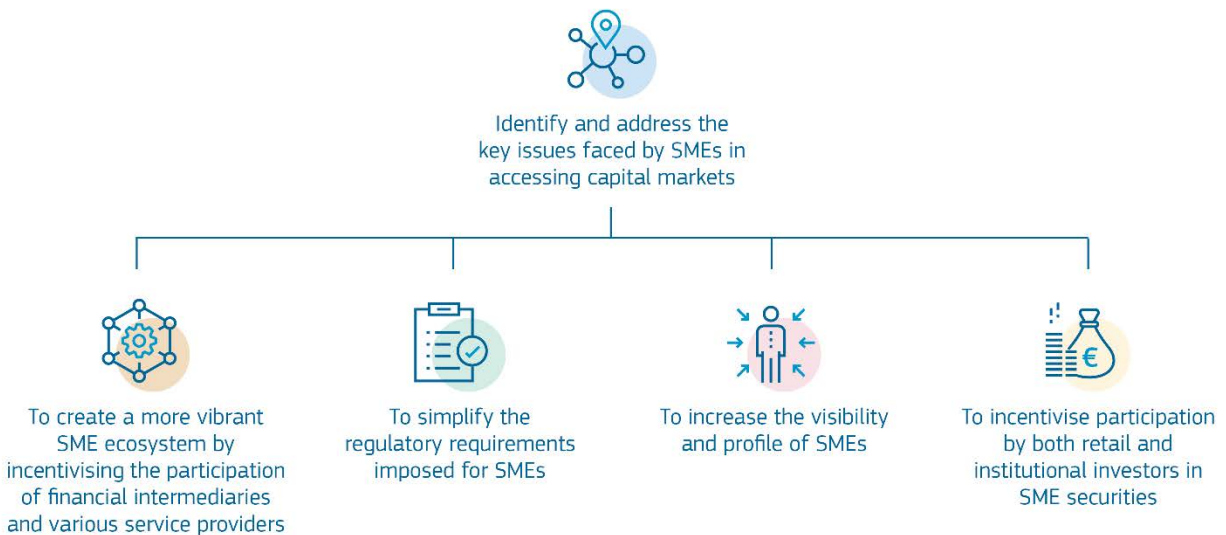 Identify and address the
key issues faced by SMEs in
accessing capital markets
To create a more vibrant
SME ecosystem by
incentivising the participation
of financial intermediaries
and various service providers
To simplify the
regulatory requirements
imposed for SMEs
To increase the visibility
and profile of SMEs
To incentivise participation
by both retail and
institutional investors in
SME securities
€